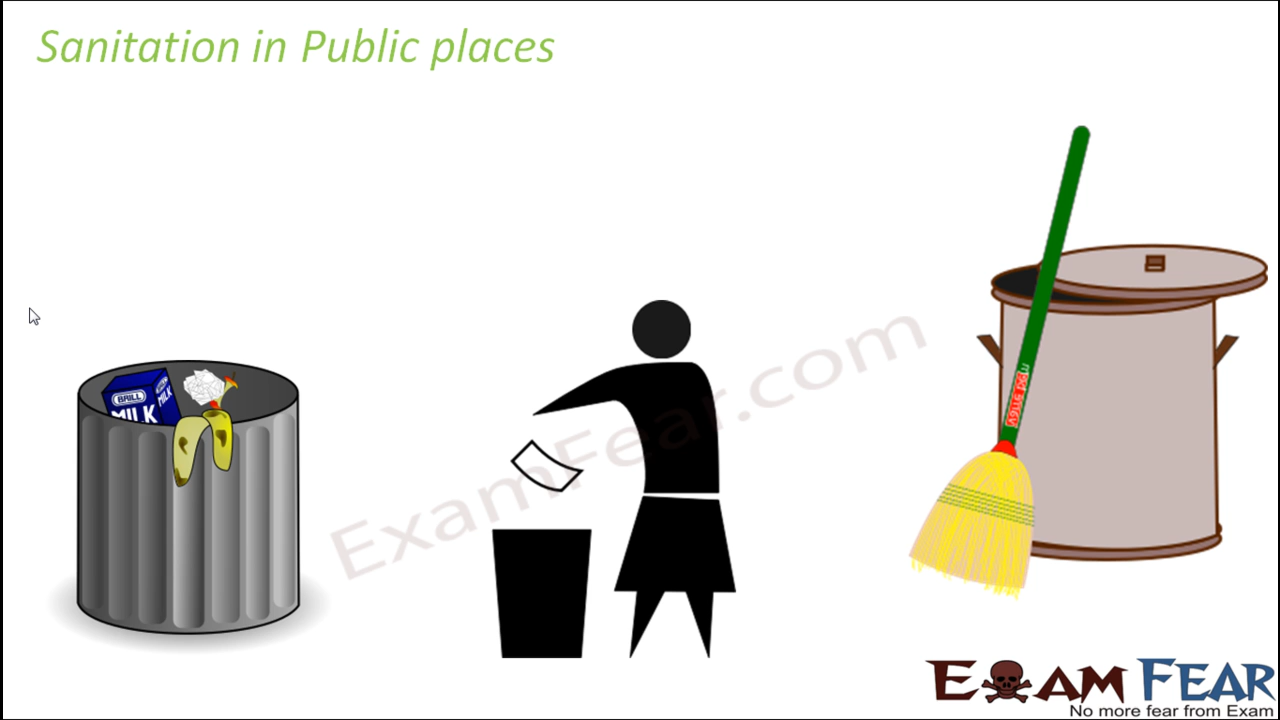 Sanitation in Public places
BRILL
MILK
MILK
ExamFear.com
EXAM FEAR
No more fear from Exam